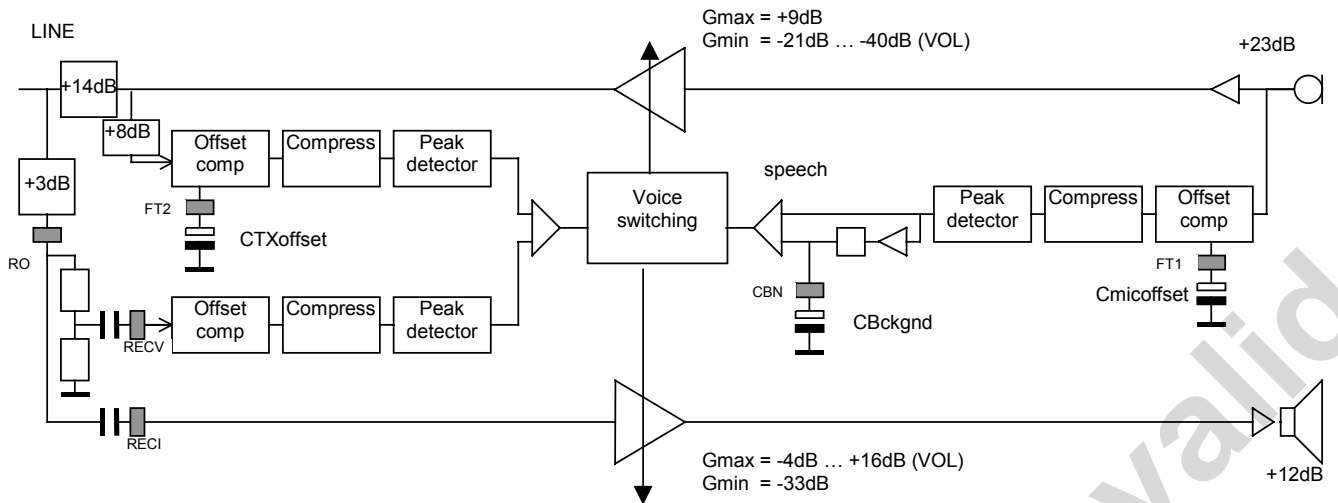 Gmax = +9dB
Gmin = -21dB … -40dB (VOL)
LINE
+23dB
+14dB
+8dB
Offset
comp
Compress
Peak
detector
+3dB
speech
Voice
switching
Peak
detector
Compress
Offset
comp
FT2
CTXoffset
RO
FT1
CBN
Cmicoffset
CBckgnd
Offset
comp
Compress
Peak
detector
RECV
RECI
Gmax = -4dB … +16dB (VOL)
Gmin = -33dB
+12dB
valid